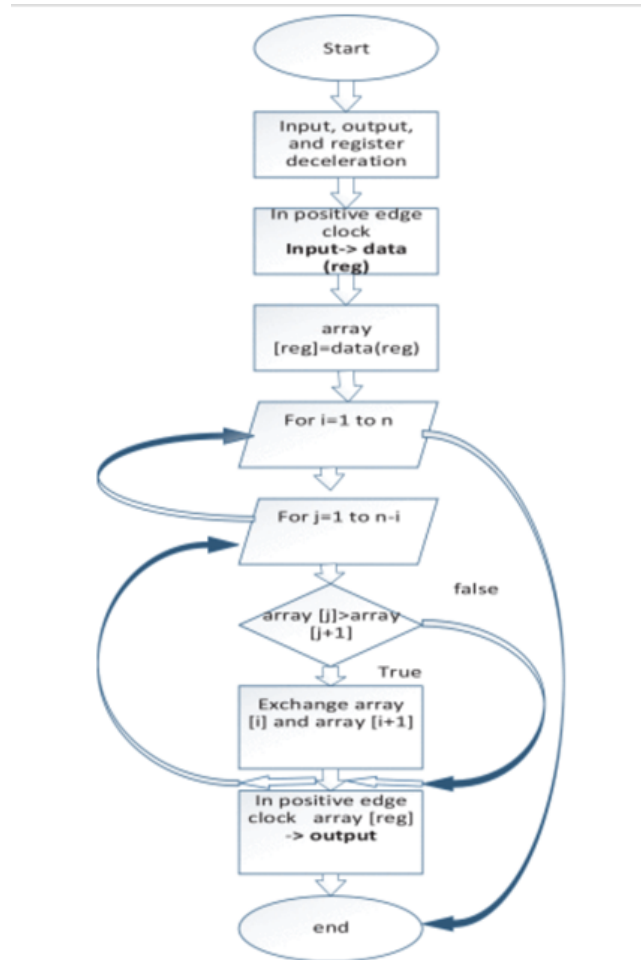 Start
Input, output,
and register
deceleration
In positive edge
clock
Input-> data
(reg)
array
[reg]=data(reg)
For i=1 to n
For j=1 to n-i
false
array [j]>array
[j+1]
True
Exchange array
[i] and array [i+1]
In positive edge
clock array [reg]
-> output
end